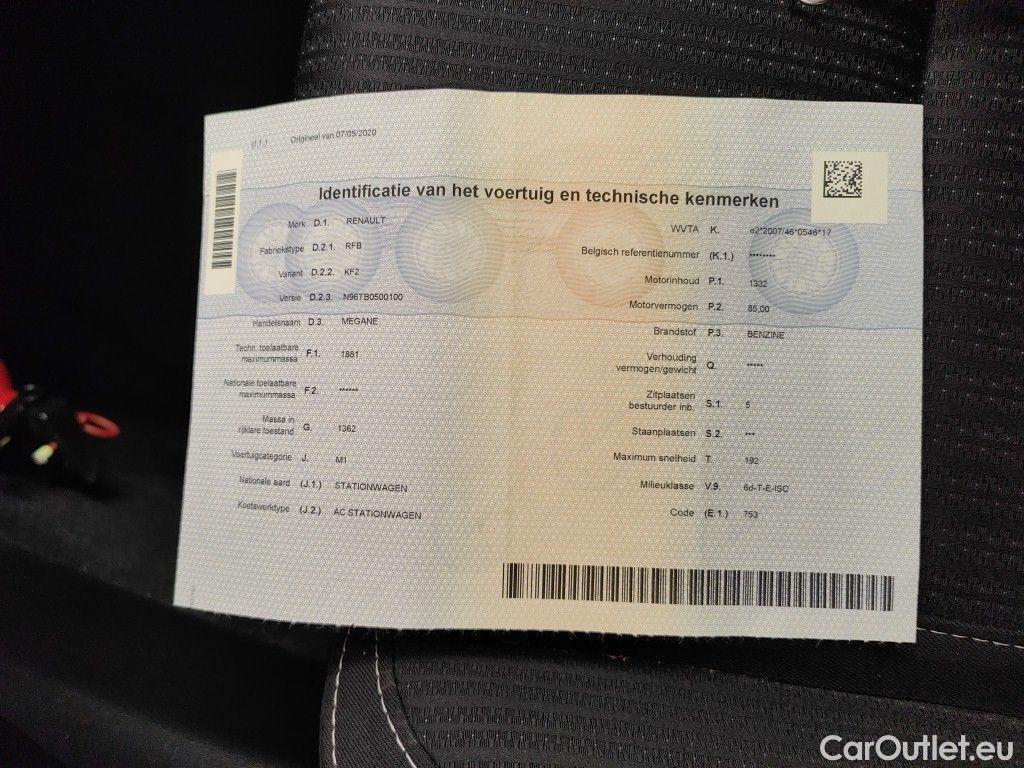 (I.1.) Origineel van 07/05/2020
Identificatie van het voertuig en technische kenmerken
Merk D.1. RENAULT
Fabriekstype D.2.1. RFB
Variant D.2.2. KF2
Versie D.2.3. N96TB0500100
Handelsnaam D.3. MEGANE
Techn. toelaatbare
maximummassa F.1. 1881
Nationale toelaatbare
maximummassa F.2. ******
Massa in
rijklare toestand G. 1362
Voertuigcategorie J. M1
Nationale aard (J.1.) STATIONWAGEN
Koetswerktype (J.2.) AC STATIONWAGEN
WVTA K. e2*2007/46*0546*17
Belgisch referentienummer (K.1.) ********
Motorinhoud P.1. 1332
Motorvermogen P.2. 85,00
Brandstof P.3. BENZINE
Verhouding
vermogen/gewicht Q. *****
Zitplaatsen
bestuurder inb. S.1. 5
Staanplaatsen S.2. ***
Maximum snelheid T. 192
Milieuklasse V.9. 6d-T-E-ISC
Code (E.1.) 753
CarOutlet.eu